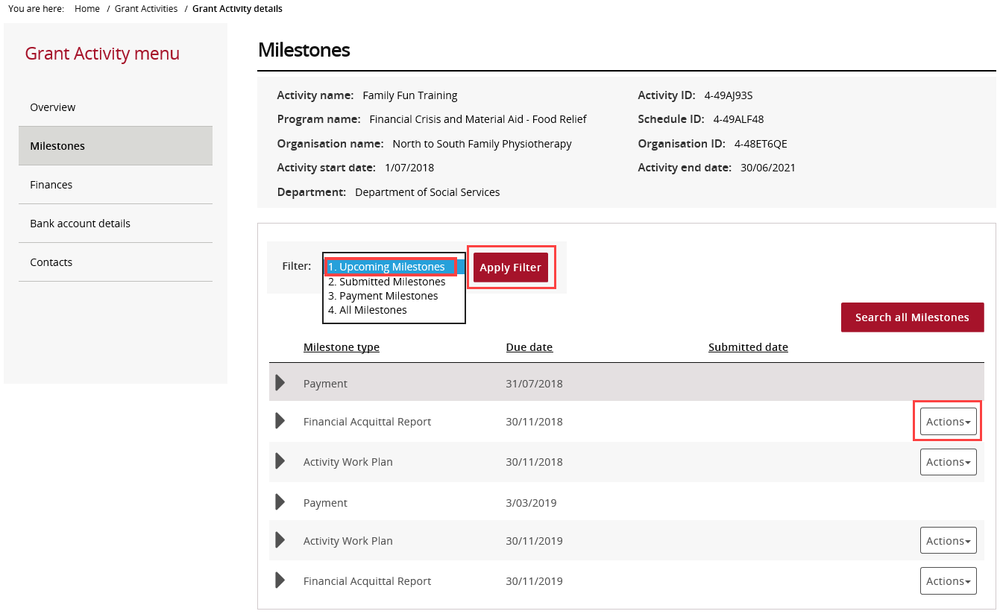 You are here: Home / Grant Activities / Grant Activity details
Grant Activity menu
Overview
Milestones
Finances
Bank account details
Contacts
Milestones
Activity name: Family Fun Training Activity ID: 4-49AJ93S
Program name: Financial Crisis and Material Aid - Food Relief Schedule ID: 4-49ALF48
Organisation name: North to South Family Physiotherapy Organisation ID: 4-48ET6QE
Activity start date: 1/07/2018 Activity end date: 30/06/2021
Department: Department of Social Services
Filter: 1. Upcoming Milestones Apply Filter
2. Submitted Milestones
3. Payment Milestones
4. All Milestones
Search all Milestones
Milestone type Due date Submitted date
Payment 31/07/2018
Financial Acquittal Report 30/11/2018 Actions
Activity Work Plan 30/11/2018 Actions
Payment 3/03/2019
Activity Work Plan 30/11/2019 Actions
Financial Acquittal Report 30/11/2019 Actions